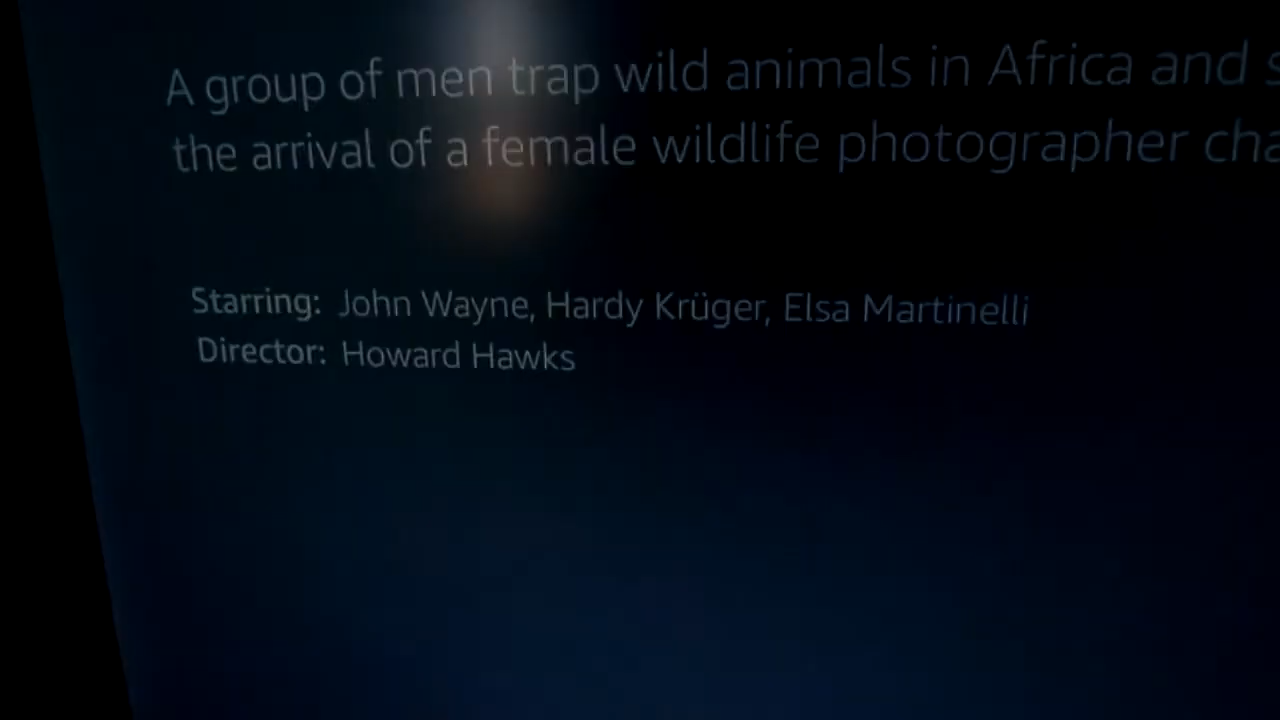 A group of men trap wild animals in Africa and
the arrival of a female wildlife photographer
Starring: John Wayne, Hardy Krüger, Elsa Martinelli
Director: Howard Hawks